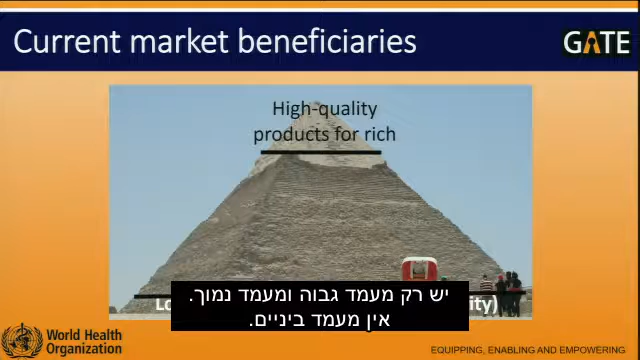 Current market beneficiaries
GATE
High-quality
products for rich
ity)
יש רק מעמד גבוה ומעמד נמוך.
אין מעמד ביניים.
World Health
Organization
EQUIPPING, ENABLING AND EMPOWERING